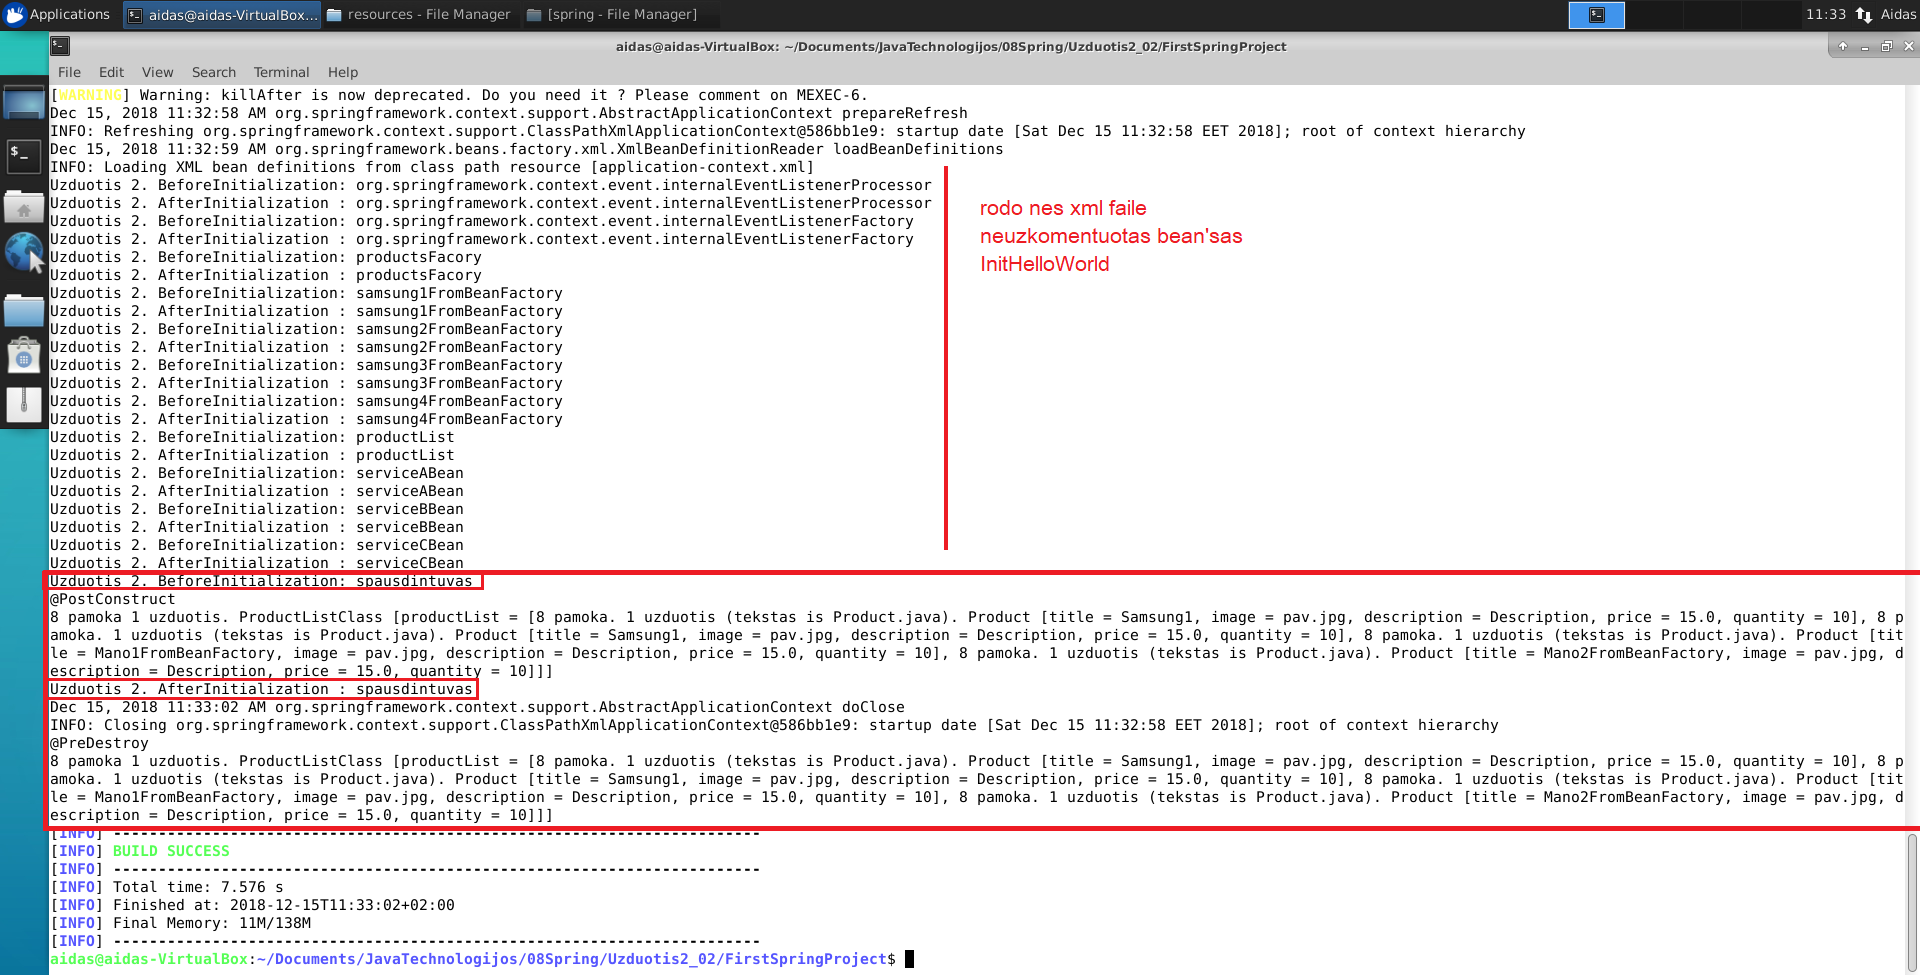 Applications
aidas@aidas-VirtualBox...
resources - File Manager
[spring - File Manager]
11:33
Aidas
aidas@aidas-VirtualBox: ~/Documents/JavaTechnologijos/08Spring/Uzduotis2_02/FirstSpringProject
File Edit View Search Terminal Help
[WARNING] Warning: killAfter is now deprecated. Do you need it ? Please comment on MEXEC-6.
Dec 15, 2018 11:32:58 AM org.springframework.context.support.AbstractApplicationContext prepareRefresh
INFO: Refreshing org.springframework.context.support.ClassPathXmlApplicationContext@586bb1e9: startup date [Sat Dec 15 11:32:58 EET 2018]; root of context hierarchy
Dec 15, 2018 11:32:59 AM org.springframework.beans.factory.xml.XmlBeanDefinitionReader loadBeanDefinitions
INFO: Loading XML bean definitions from class path resource [application-context.xml]
Uzduotis 2. BeforeInitialization: org.springframework.context.event.internalEventListenerProcessor
Uzduotis 2. AfterInitialization : org.springframework.context.event.internalEventListenerProcessor
Uzduotis 2. BeforeInitialization: org.springframework.context.event.internalEventListenerFactory
Uzduotis 2. AfterInitialization : org.springframework.context.event.internalEventListenerFactory
Uzduotis 2. BeforeInitialization: productsFacory
Uzduotis 2. AfterInitialization : productsFacory
Uzduotis 2. BeforeInitialization: samsung1FromBeanFactory
Uzduotis 2. AfterInitialization : samsung1FromBeanFactory
Uzduotis 2. BeforeInitialization: samsung2FromBeanFactory
Uzduotis 2. AfterInitialization : samsung2FromBeanFactory
Uzduotis 2. BeforeInitialization: samsung3FromBeanFactory
Uzduotis 2. AfterInitialization : samsung3FromBeanFactory
Uzduotis 2. BeforeInitialization: samsung4FromBeanFactory
Uzduotis 2. AfterInitialization : samsung4FromBeanFactory
Uzduotis 2. BeforeInitialization: productList
Uzduotis 2. AfterInitialization : productList
Uzduotis 2. BeforeInitialization: serviceABean
Uzduotis 2. AfterInitialization : serviceABean
Uzduotis 2. BeforeInitialization: serviceBBean
Uzduotis 2. AfterInitialization : serviceBBean
Uzduotis 2. BeforeInitialization: serviceCBean
Uzduotis 2. AfterInitialization : serviceCBean
rodo nes xml faile
neuzkomentuotas bean'sas
InitHelloWorld
Uzduotis 2. BeforeInitialization: spausdintuvas
@PostConstruct
8 pamoka 1 uzduotis. ProductListClass [productList = [8 pamoka. 1 uzduotis (tekstas is Product.java). Product [title = Samsung1, image = pav.jpg, description = Description, price = 15.0, quantity = 10], 8 p
amoka. 1 uzduotis (tekstas is Product.java). Product [title = Samsung1, image = pav.jpg, description = Description, price = 15.0, quantity = 10], 8 pamoka. 1 uzduotis (tekstas is Product.java). Product [tit
le = Mano1FromBeanFactory, image = pav.jpg, description = Description, price = 15.0, quantity = 10], 8 pamoka. 1 uzduotis (tekstas is Product.java). Product [title = Mano2FromBeanFactory, image = pav.jpg, d
escription = Description, price = 15.0, quantity = 10]]]
Uzduotis 2. AfterInitialization : spausdintuvas
Dec 15, 2018 11:33:02 AM org.springframework.context.support.AbstractApplicationContext doClose
INFO: Closing org.springframework.context.support.ClassPathXmlApplicationContext@586bb1e9: startup date [Sat Dec 15 11:32:58 EET 2018]; root of context hierarchy
@PreDestroy
8 pamoka 1 uzduotis. ProductListClass [productList = [8 pamoka. 1 uzduotis (tekstas is Product.java). Product [title = Samsung1, image = pav.jpg, description = Description, price = 15.0, quantity = 10], 8 p
amoka. 1 uzduotis (tekstas is Product.java). Product [title = Samsung1, image = pav.jpg, description = Description, price = 15.0, quantity = 10], 8 pamoka. 1 uzduotis (tekstas is Product.java). Product [tit
le = Mano1FromBeanFactory, image = pav.jpg, description = Description, price = 15.0, quantity = 10], 8 pamoka. 1 uzduotis (tekstas is Product.java). Product [title = Mano2FromBeanFactory, image = pav.jpg, d
escription = Description, price = 15.0, quantity = 10]]]
[INFO] ------------------------------------------------------------------------
[INFO] BUILD SUCCESS
[INFO] ------------------------------------------------------------------------
[INFO] Total time: 7.576 s
[INFO] Finished at: 2018-12-15T11:33:02+02:00
[INFO] Final Memory: 11M/138M
[INFO] ------------------------------------------------------------------------
aidas@aidas-VirtualBox:~/Documents/JavaTechnologijos/08Spring/Uzduotis2_02/FirstSpringProject$